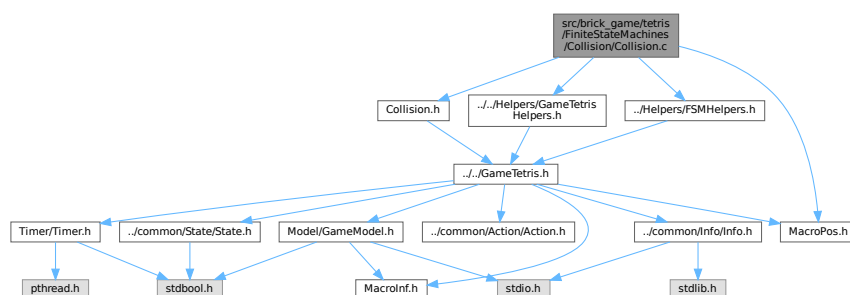 src/brick_game/tetris
/FiniteStateMachines
/Collision/Collision.c
Collision.h
../../Helpers/GameTetris
Helpers.h
../Helpers/FSMHelpers.h
../../GameTetris.h
Timer/Timer.h
../common/State/State.h
Model/GameModel.h
../common/Action/Action.h
../common/Info/Info.h
MacroPos.h
pthread.h
stdbool.h
MacroInf.h
stdio.h
stdlib.h